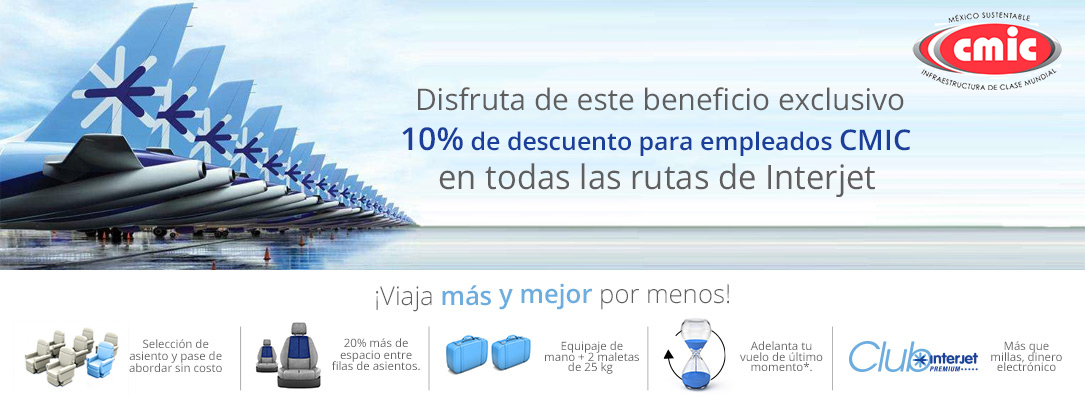 MÉXICO SUSTENTABLE
cmic
INFRAESTRUCTURA DE CLASE MUNDIAL
Disfruta de este beneficio exclusivo
10% de descuento para empleados CMIC
en todas las rutas de Interjet
¡Viaja más y mejor por menos!
Selección de
asiento y pase de
abordar sin costo
20% más de
espacio entre
filas de asientos.
Equipaje de
mano + 2 maletas
de 25 kg
Adelanta tu
vuelo de último
momento*.
Club interjet
PREMIUM
Más que
millas, dinero
electrónico